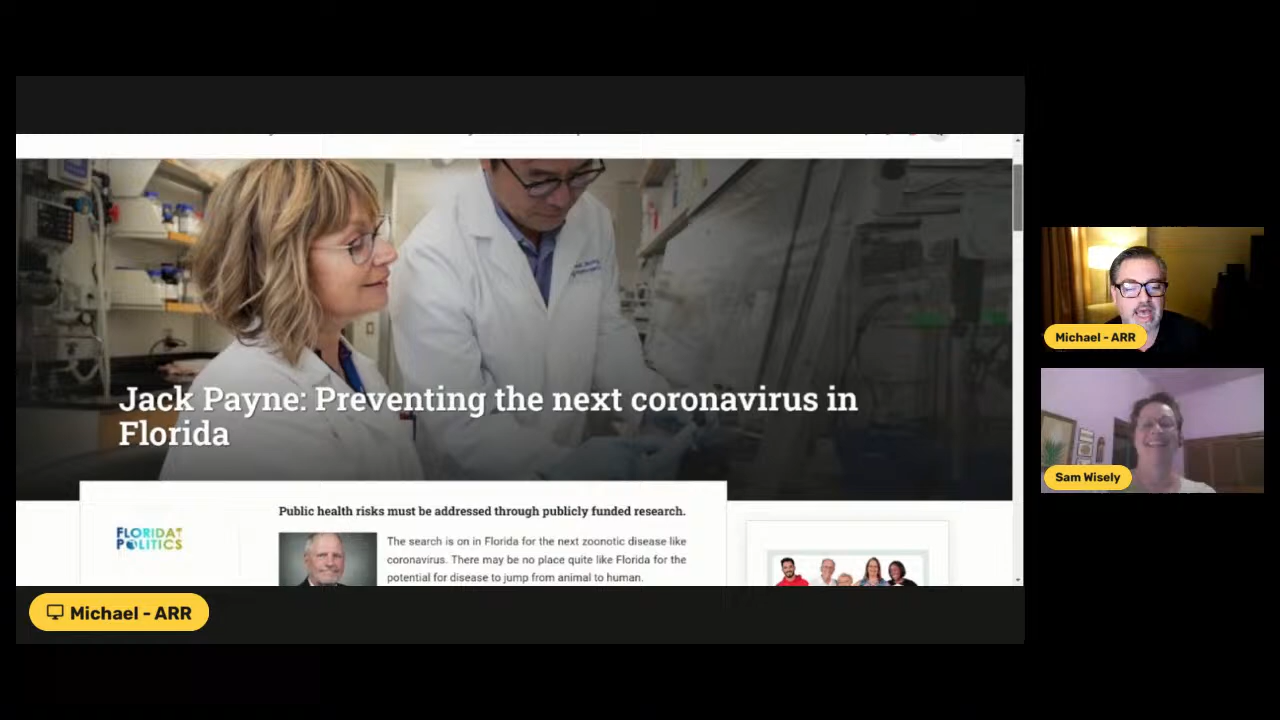 Jack Payne: Preventing the next coronavirus in
Florida
Public health risks must be addressed through publicly funded research.
FLORIDA
POLITICS
The search is on in Florida for the next zoonotic disease like
coronavirus. There may be no place quite like Florida for the
potential for disease to jump from animal to human.
Michael - ARR
Michael - ARR
Sam Wisely